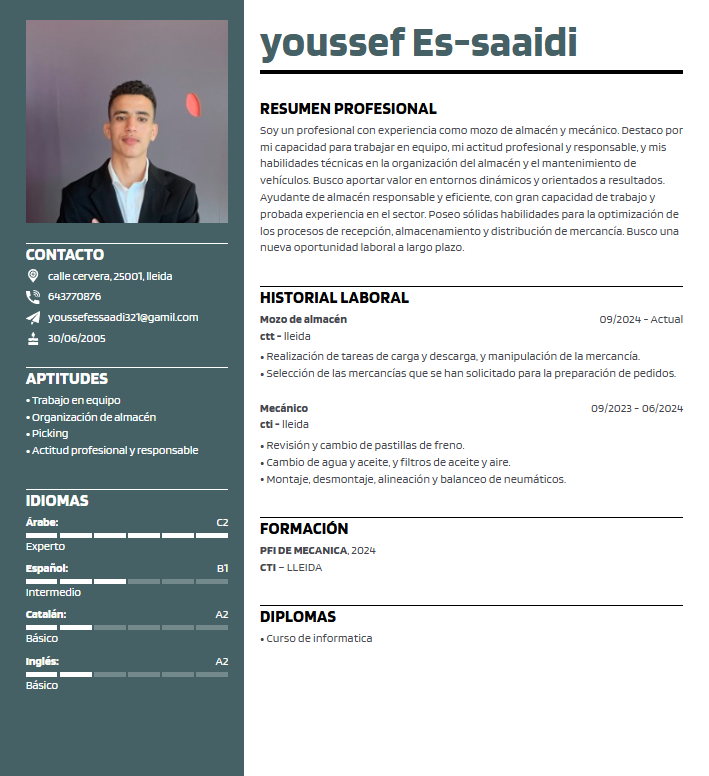 youssef Es-saaidi
CONTACTO
calle cervera, 25001, lleida
643770876
youssefessaadi321@gamil.com
30/06/2005
APTITUDES
• Trabajo en equipo
• Organización de almacén
• Picking
• Actitud profesional y responsable
IDIOMAS
Árabe: C2
Experto
Español: B1
Intermedio
Catalán: A2
Básico
Inglés: A2
Básico
RESUMEN PROFESIONAL
Soy un profesional con experiencia como mozo de almacén y mecánico. Destaco por
mi capacidad para trabajar en equipo, mi actitud profesional y responsable, y mis
habilidades técnicas en la organización del almacén y el mantenimiento de
vehículos. Busco aportar valor en entornos dinámicos y orientados a resultados.
Ayudante de almacén responsable y eficiente, con gran capacidad de trabajo y
probada experiencia en el sector. Poseo sólidas habilidades para la optimización de
los procesos de recepción, almacenamiento y distribución de mercancía. Busco una
nueva oportunidad laboral a largo plazo.
HISTORIAL LABORAL
Mozo de almacén 09/2024 - Actual
ctt - lleida
• Realización de tareas de carga y descarga, y manipulación de la mercancía.
• Selección de las mercancías que se han solicitado para la preparación de pedidos.
Mecánico 09/2023 - 06/2024
cti - lleida
• Revisión y cambio de pastillas de freno.
• Cambio de agua y aceite, y filtros de aceite y aire.
• Montaje, desmontaje, alineación y balanceo de neumáticos.
FORMACIÓN
PFI DE MECANICA, 2024
CTI – LLEIDA
DIPLOMAS
• Curso de informatica